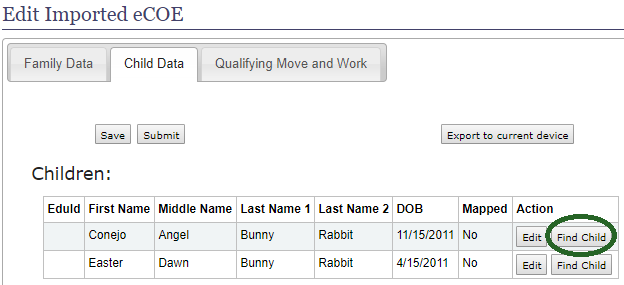 Edit Imported eCOE
Family Data Child Data Qualifying Move and Work
Save Submit Export to current device
Children:
EduId First Name Middle Name Last Name 1 Last Name 2 DOB Mapped Action
Conejo Angel Bunny Rabbit 11/15/2011 No Edit Find Child
Easter Dawn Bunny Rabbit 4/15/2011 No Edit Find Child